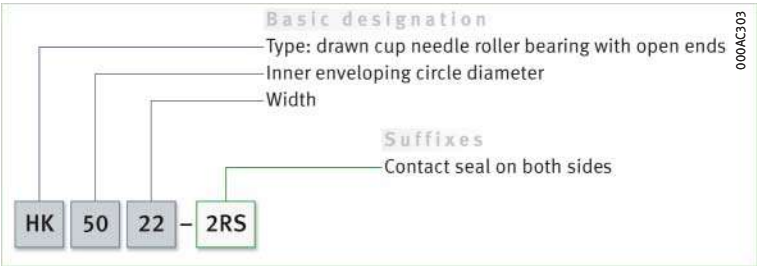 Basic designation
Type: drawn cup needle roller bearing with open ends
Inner enveloping circle diameter
Width
Suffixes
Contact seal on both sides
HK 50 22 – 2RS
000AC303